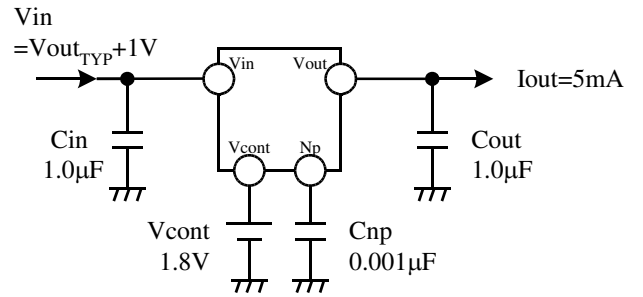 Vin
=VoutTYP+1V
Vin
Vout
Iout=5mA
Cin
1.0μF
Vcont
Np
Cout
1.0μF
Vcont
1.8V
Cnp
0.001μF